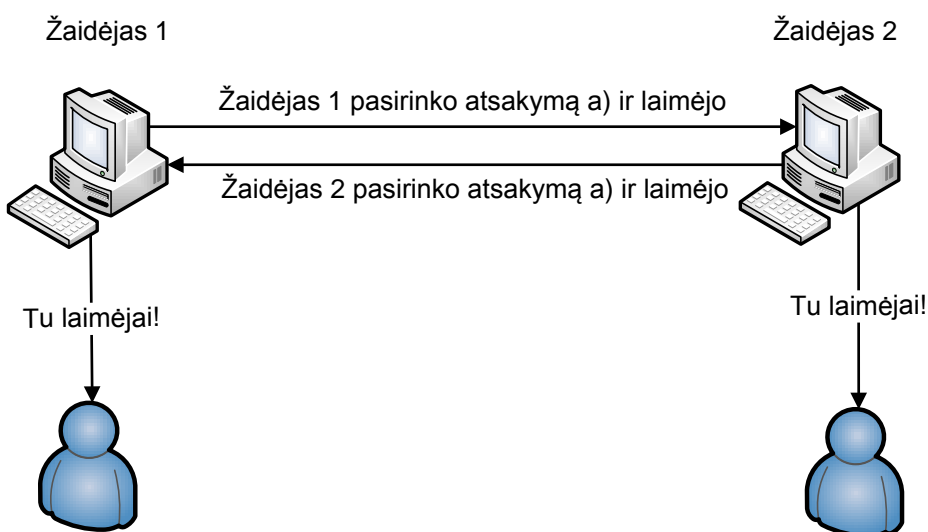 Žaidėjas 1
Žaidėjas 2
Žaidėjas 1 pasirinko atsakymą a) ir laimėjo
Žaidėjas 2 pasirinko atsakymą a) ir laimėjo
Tu laimėjai!
Tu laimėjai!